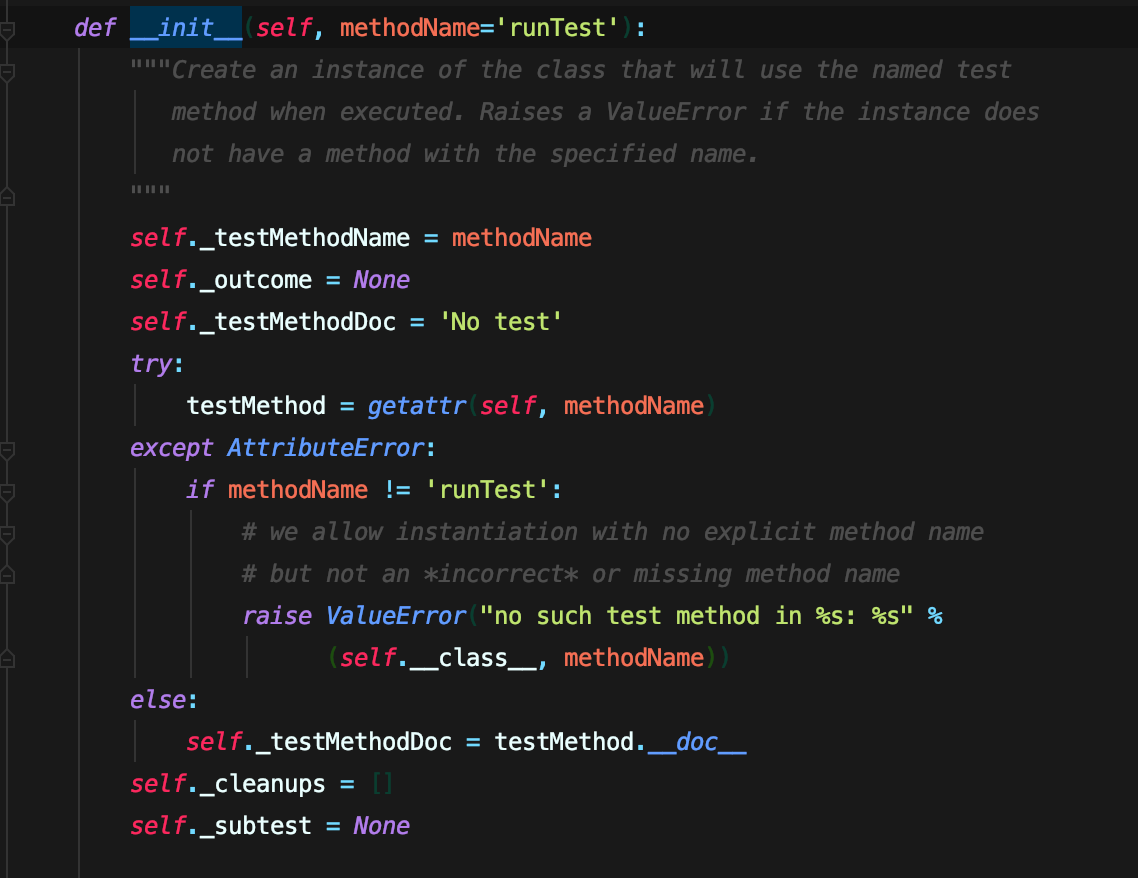 def __init__(self, methodName='runTest'):
    """Create an instance of the class that will use the named test
       method when executed. Raises a ValueError if the instance does
       not have a method with the specified name.
    """
    self._testMethodName = methodName
    self._outcome = None
    self._testMethodDoc = 'No test'
    try:
        testMethod = getattr(self, methodName)
    except AttributeError:
        if methodName != 'runTest':
            # we allow instantiation with no explicit method name
            # but not an *incorrect* or missing method name
            raise ValueError("no such test method in %s: %s" %
                  (self.__class__, methodName))
    else:
        self._testMethodDoc = testMethod.__doc__
    self._cleanups = []
    self._subtest = None